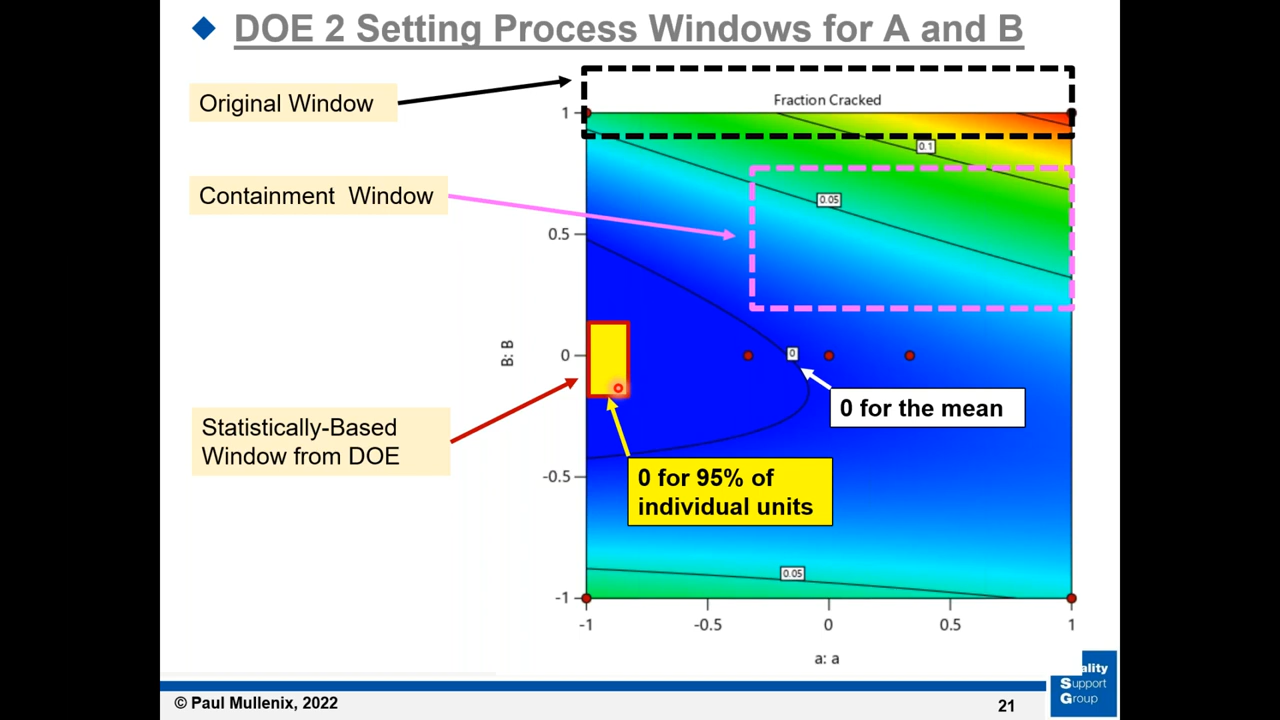 DOE 2 Setting Process Windows for A and B
Original Window
Fraction Cracked
1
0.1
Containment Window
0.05
0.5
B: B
0
0
0 for the mean
Statistically-Based
Window from DOE
0 for 95% of
individual units
-0.5
0.05
-1
-1
-0.5
0
0.5
1
a: a
© Paul Mullenix, 2022
21
ality
Support
Group